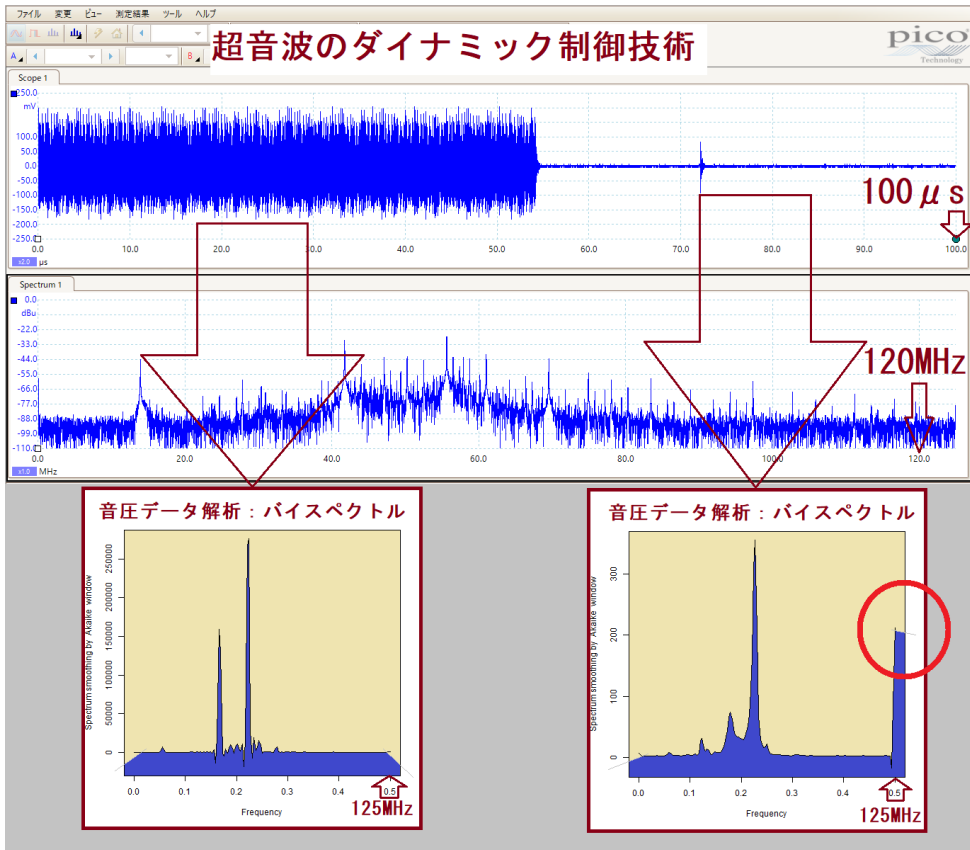 ファイル 変更 ビュー 測定結果 ツール ヘルプ
超音波のダイナミック制御技術
pico
Technology
A
B
Scope 1
250.0
mV
100.0
50.0
0.0
-50.0
-100.0
-150.0
-200.0
-250.0
0.0 10.0 20.0 30.0 40.0 50.0 60.0 70.0 80.0 90.0 100.0
x2.0 µs
100μs
Spectrum 1
0.0
dBu
-22.0
-33.0
-44.0
-55.0
-66.0
-77.0
-88.0
-99.0
-110.0
0.0 20.0 40.0 60.0 80.0 100.0 120.0
x1.0 MHz
120MHz
音圧データ解析:バイスペクトル
Spectrum smoothing by Akaike window
250000
200000
150000
100000
50000
0
0.0 0.1 0.2 0.3 0.4 0.5
Frequency
125MHz
音圧データ解析:バイスペクトル
Spectrum smoothing by Akaike window
300
200
100
0
0.0 0.1 0.2 0.3 0.4 0.5
Frequency
125MHz